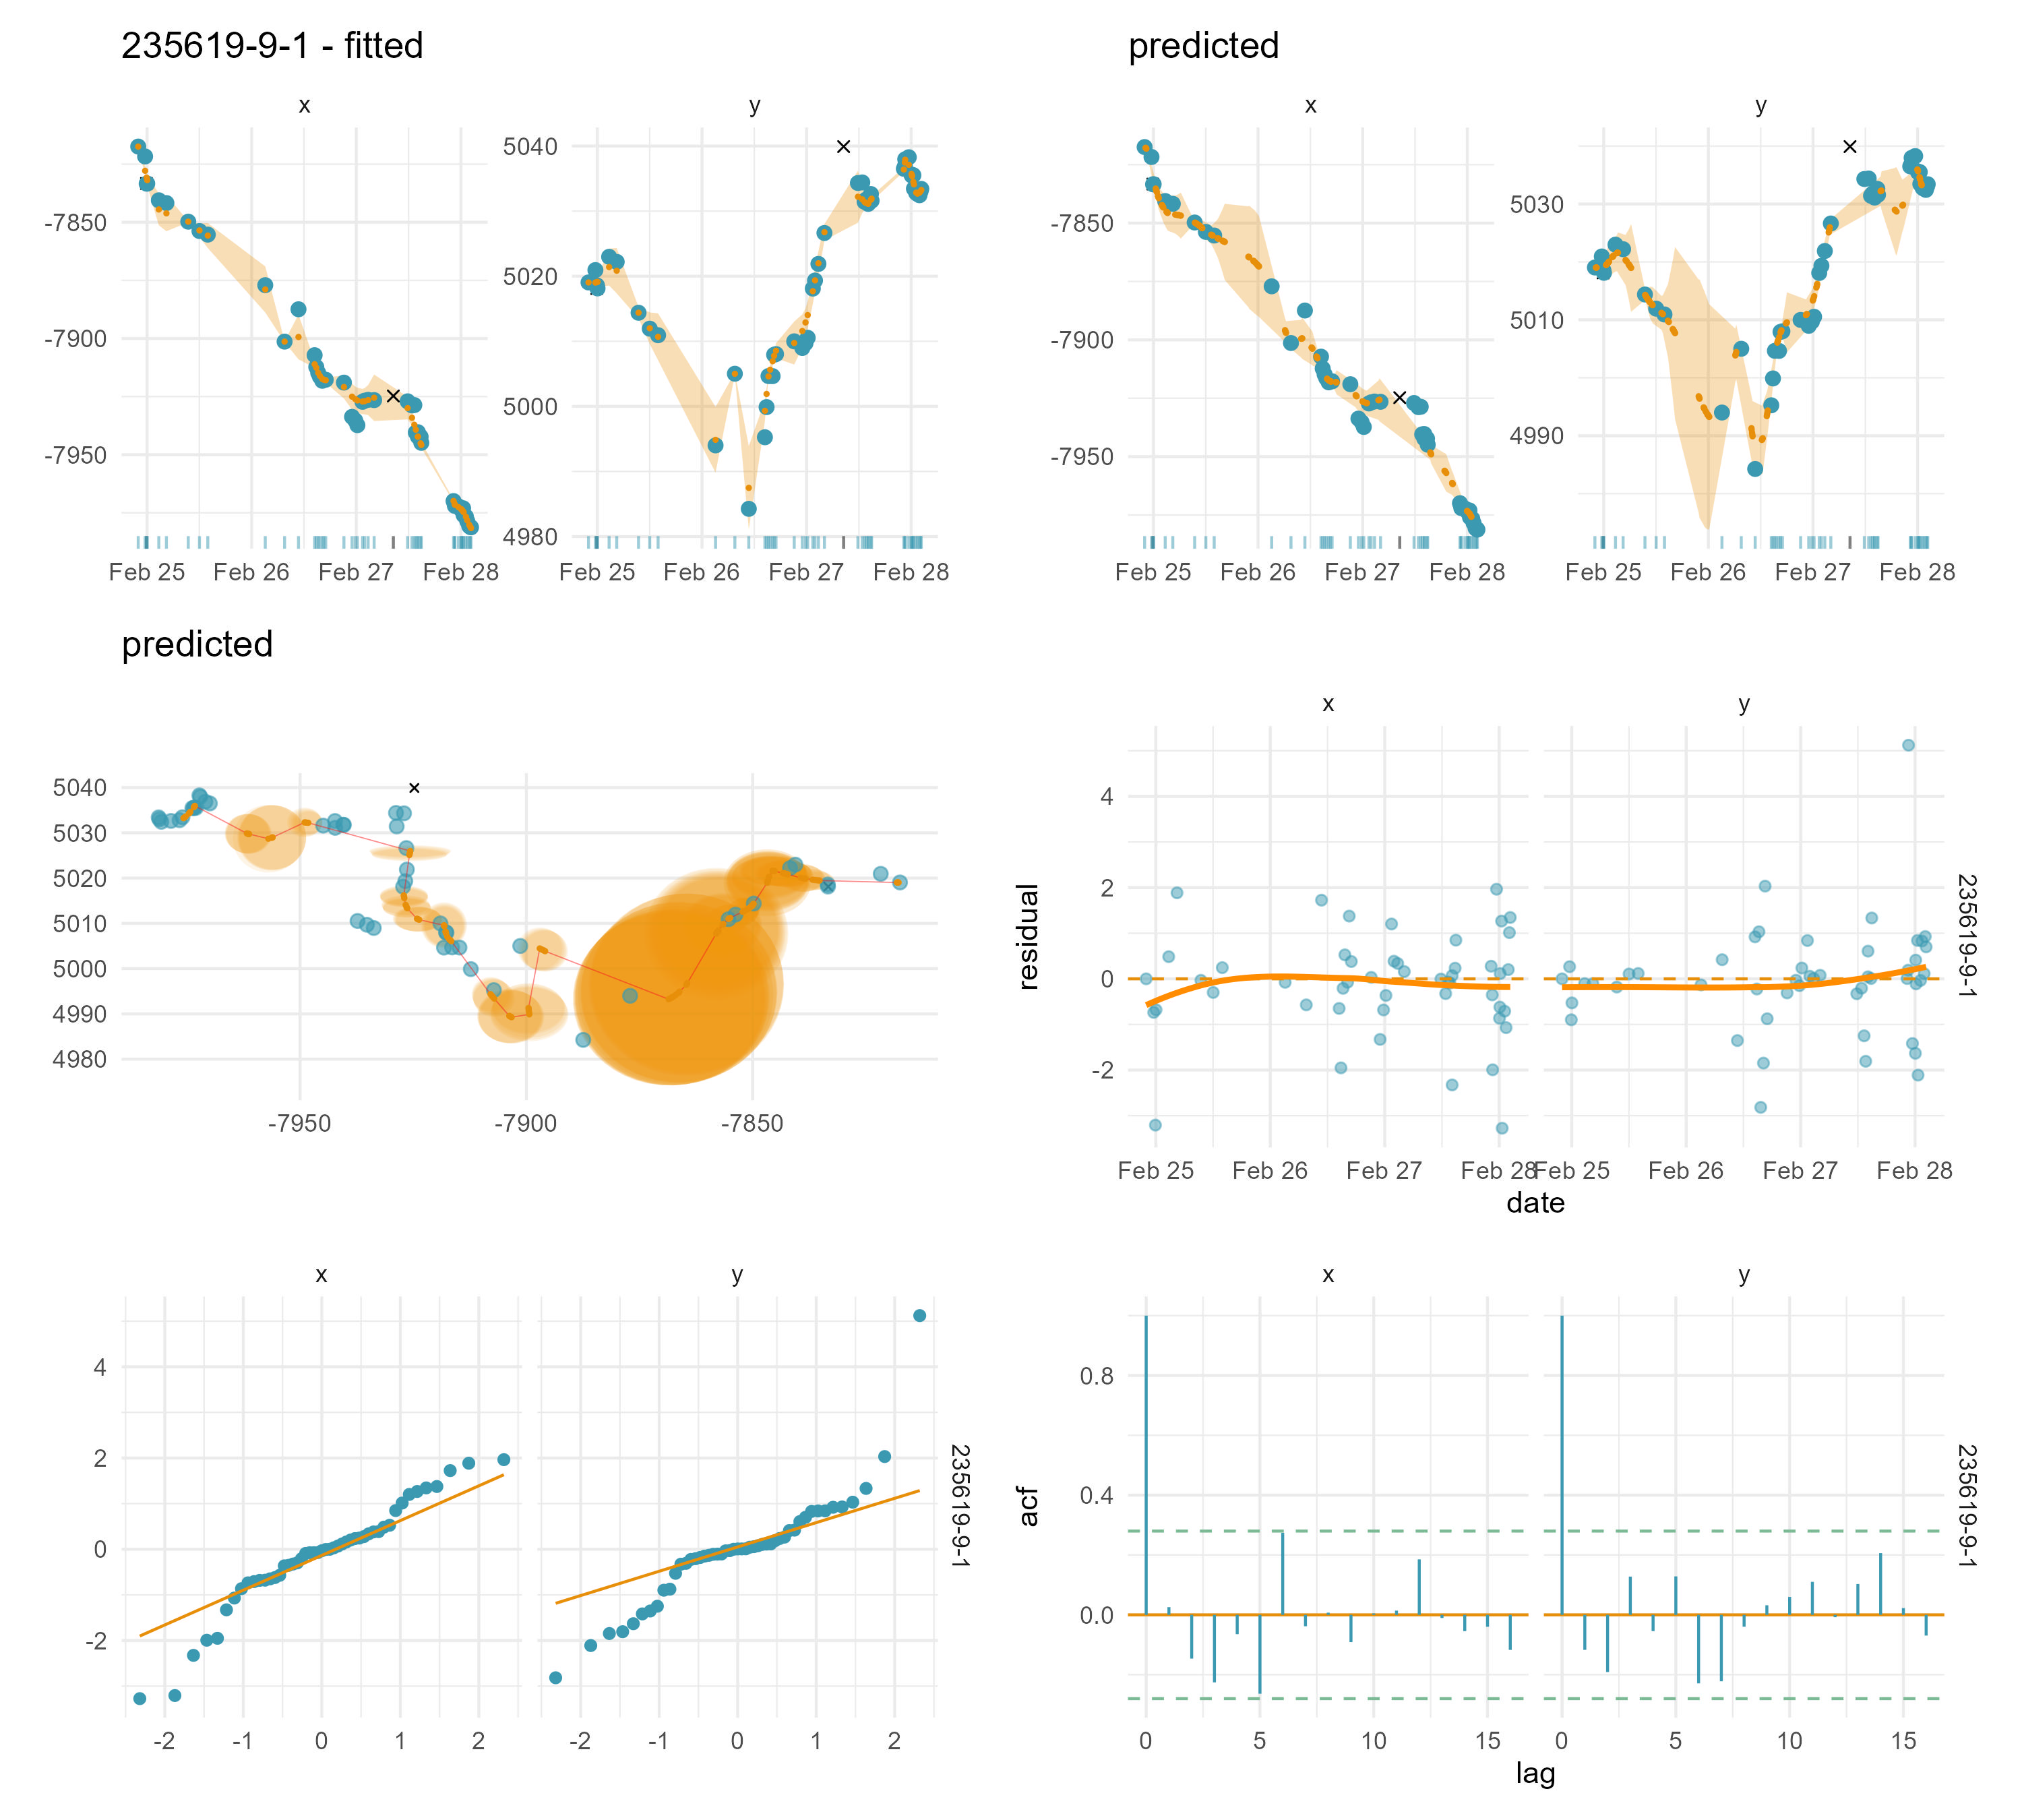 235619-9-1 - fitted
predicted
x
y
x
y
-7850
-7900
-7950
5040
5020
5000
4980
-7850
-7900
-7950
5030
5010
4990
Feb 25
Feb 26
Feb 27
Feb 28
Feb 25
Feb 26
Feb 27
Feb 28
Feb 25
Feb 26
Feb 27
Feb 28
Feb 25
Feb 26
Feb 27
Feb 28
predicted
5040
5030
5020
5010
5000
4990
4980
-7950
-7900
-7850
x
y
residual
4
2
0
-2
235619-9-1
Feb 25
Feb 26
Feb 27
Feb 28
Feb 25
Feb 26
Feb 27
Feb 28
date
x
y
4
2
0
-2
235619-9-1
-2
-1
0
1
2
-2
-1
0
1
2
x
y
acf
0.8
0.4
0.0
235619-9-1
0
5
10
15
0
5
10
15
lag